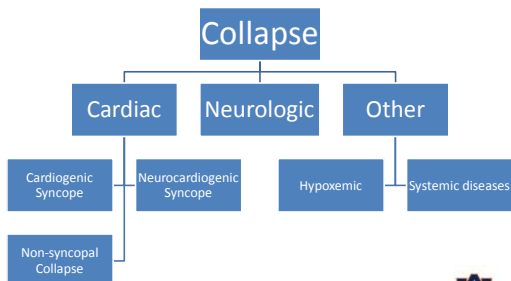 Collapse
Cardiac
Neurologic
Other
Cardiogenic
Syncope
Neurocardiogenic
Syncope
Hypoxemic
Systemic diseases
Non-syncopal
Collapse